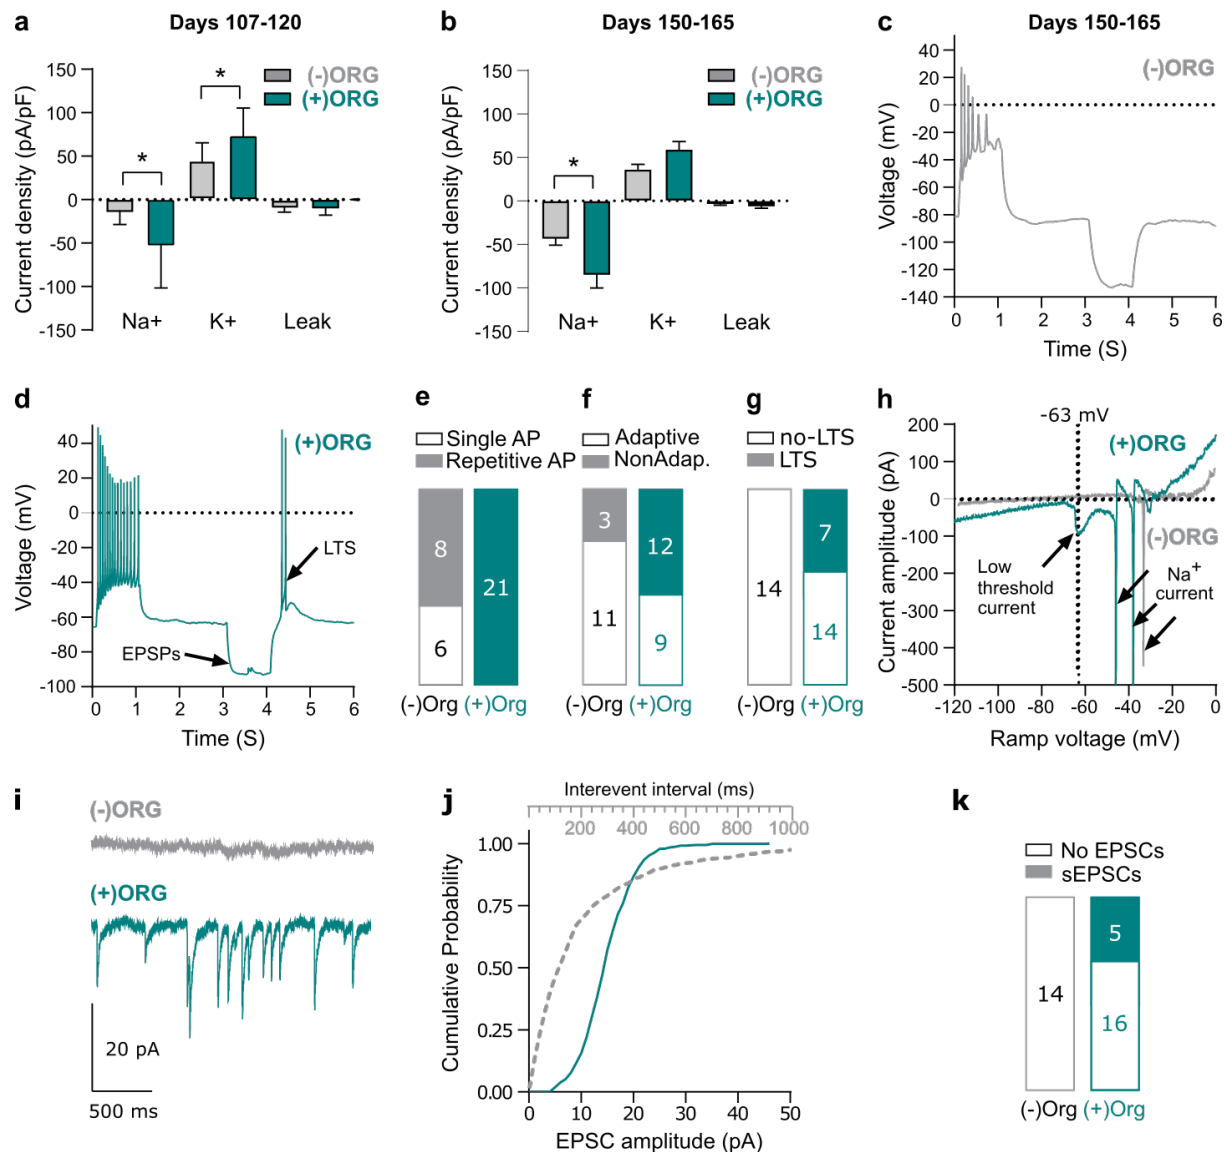 a
Days 107-120
Current density (pA/pF)
150
100
50
0
-50
-100
-150
(-)ORG
(+)ORG
*
*
Na+
K+
Leak
b
Days 150-165
Current density (pA/pF)
150
100
50
0
-50
-100
-150
(-)ORG
(+)ORG
*
Na+
K+
Leak
c
Days 150-165
Voltage (mV)
40
20
0
-20
-40
-60
-80
-100
-120
-140
(-)ORG
0 1 2 3 4 5 6
Time (S)
d
Voltage (mV)
40
20
0
-20
-40
-60
-80
-100
(+)ORG
LTS
EPSPs
0 1 2 3 4 5 6
Time (S)
e
Single AP
Repetitive AP
8
6
21
(-)Org (+)Org
f
Adaptive
NonAdap.
3
11
12
9
(-)Org (+)Org
g
no-LTS
LTS
14
7
14
(-)Org (+)Org
h
-63 mV
Current amplitude (pA)
200
100
0
-100
-200
-300
-400
-500
(+)ORG
(-)ORG
Low
threshold
current
Na+
current
-120 -100 -80 -60 -40 -20 0
Ramp voltage (mV)
i
(-)ORG
(+)ORG
20 pA
500 ms
j
Interevent interval (ms)
200 400 600 800 1000
Cumulative Probability
1.00
0.75
0.50
0.25
0.00
0 10 20 30 40 50
EPSC amplitude (pA)
k
No EPSCs
sEPSCs
14
5
16
(-)Org (+)Org